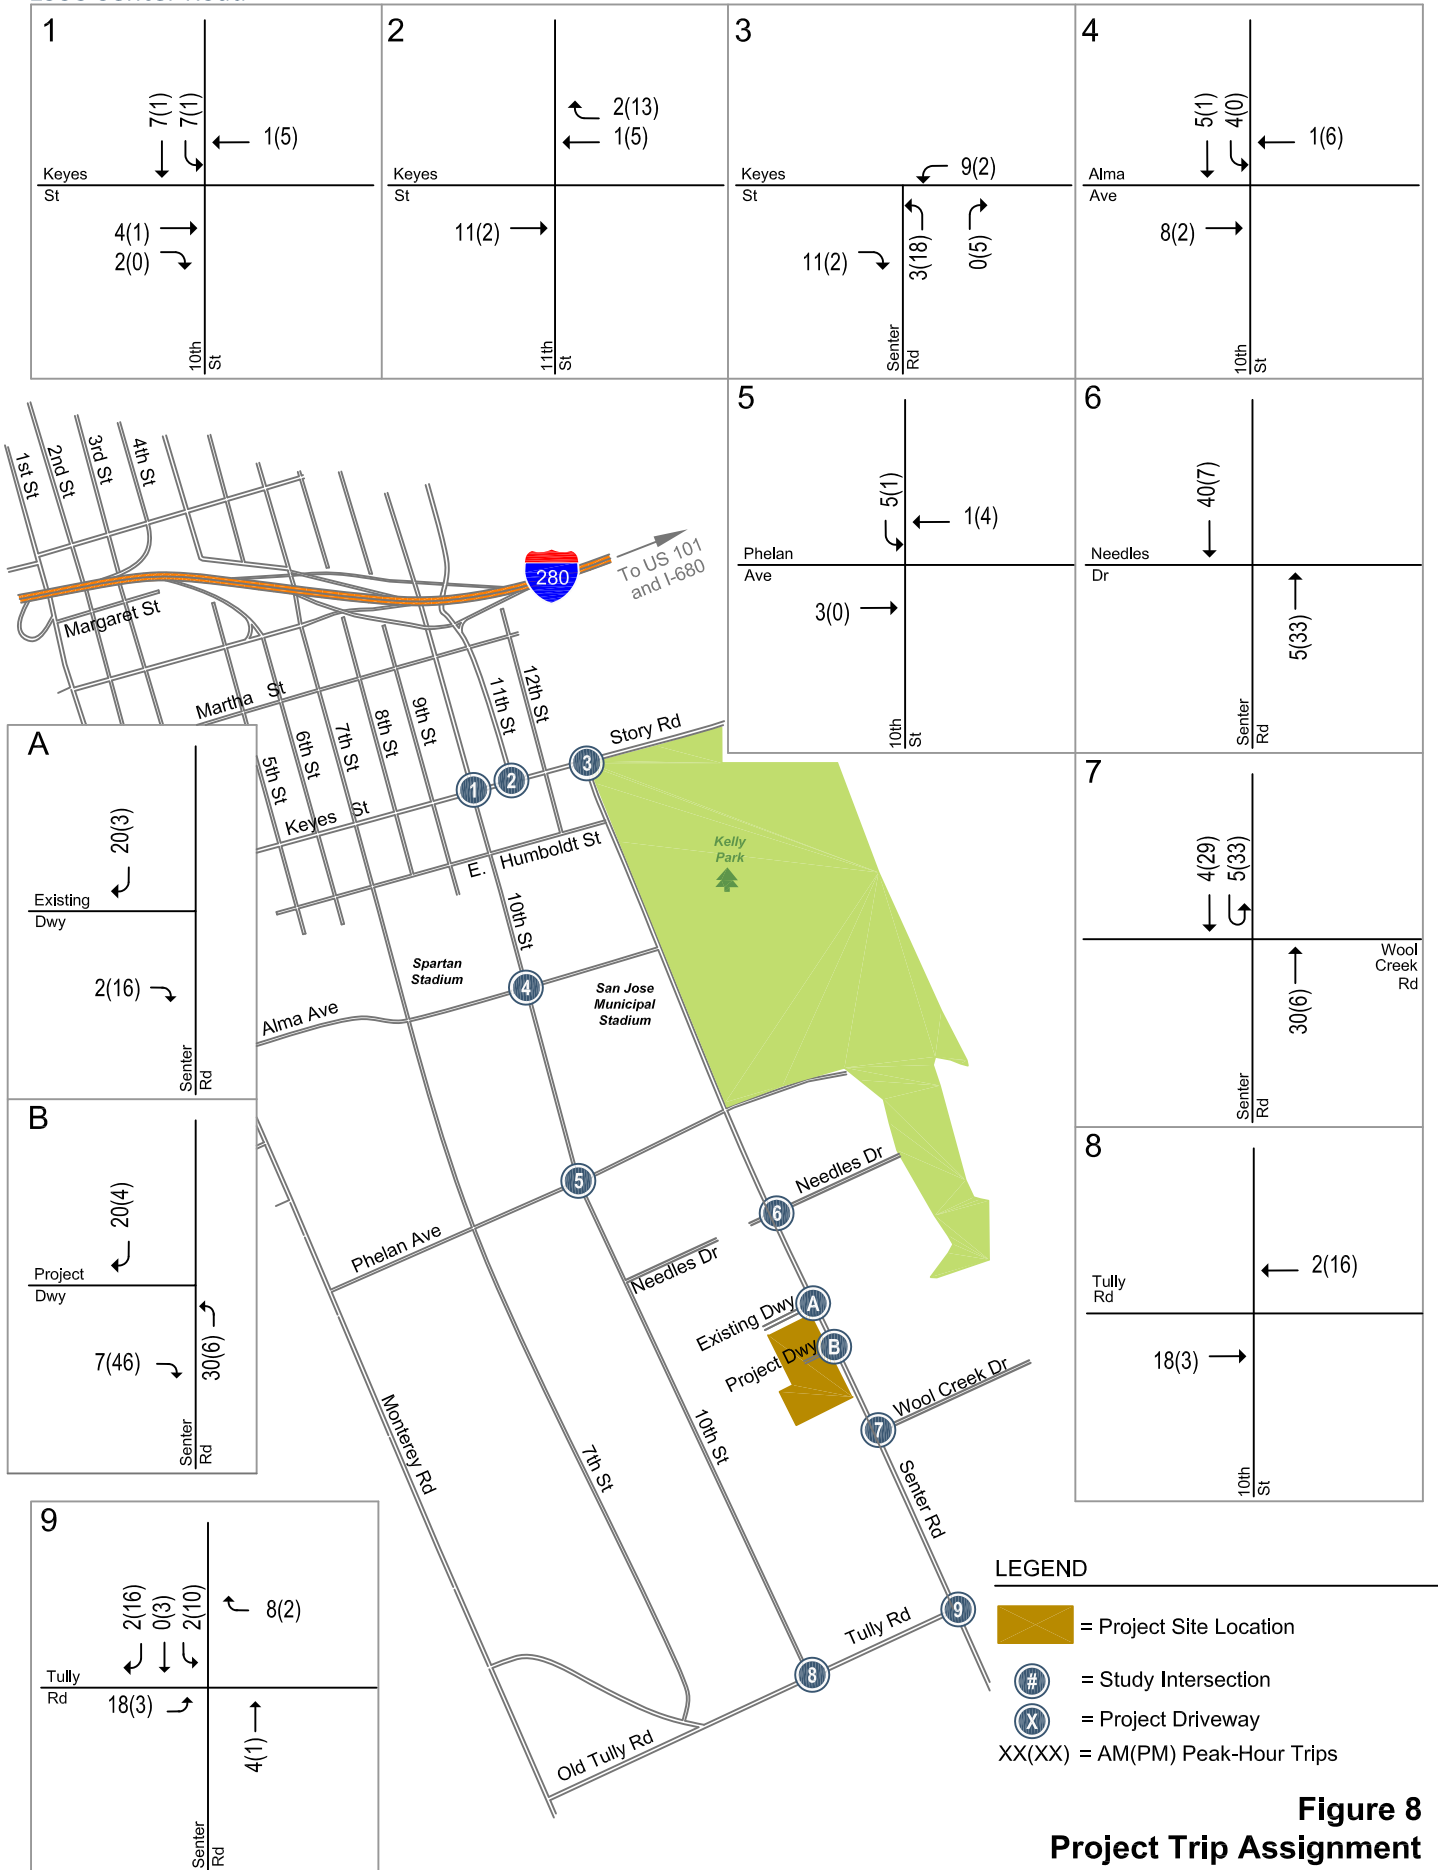 1
7(1)
7(1)
1(5)
Keyes
St
4(1)
2(0)
10th
St
2
2(13)
1(5)
Keyes
St
11(2)
11th
St
3
9(2)
Keyes
St
11(2)
3(18)
0(5)
Senter
Rd
4
5(1)
4(0)
1(6)
Alma
Ave
8(2)
10th
St
5
5(1)
1(4)
Phelan
Ave
3(0)
10th
St
6
40(7)
Needles
Dr
5(33)
Senter
Rd
1st St
2nd St
3rd St
4th St
280
To US 101
and I-680
Margaret St
Martha St
5th St
6th St
7th St
8th St
9th St
11th St
12th St
Story Rd
1
2
3
Keyes St
E. Humboldt St
10th St
Kelly
Park
Spartan
Stadium
San Jose
Municipal
Stadium
4
Alma Ave
5
Phelan Ave
6
Needles Dr
Needles Dr
Existing Dwy
A
Project Dwy
B
Wool Creek Dr
7
Monterey Rd
7th St
10th St
Senter Rd
Tully Rd
8
9
Old Tully Rd
A
20(3)
Existing
Dwy
2(16)
Senter
Rd
B
20(4)
Project
Dwy
7(46)
30(6)
Senter
Rd
7
4(29)
5(33)
Wool
Creek
Rd
30(6)
Senter
Rd
8
2(16)
Tully
Rd
18(3)
10th
St
9
2(16)
0(3)
2(10)
8(2)
Tully
Rd
18(3)
4(1)
Senter
Rd
LEGEND
= Project Site Location
# = Study Intersection
X = Project Driveway
XX(XX) = AM(PM) Peak-Hour Trips
Figure 8
Project Trip Assignment